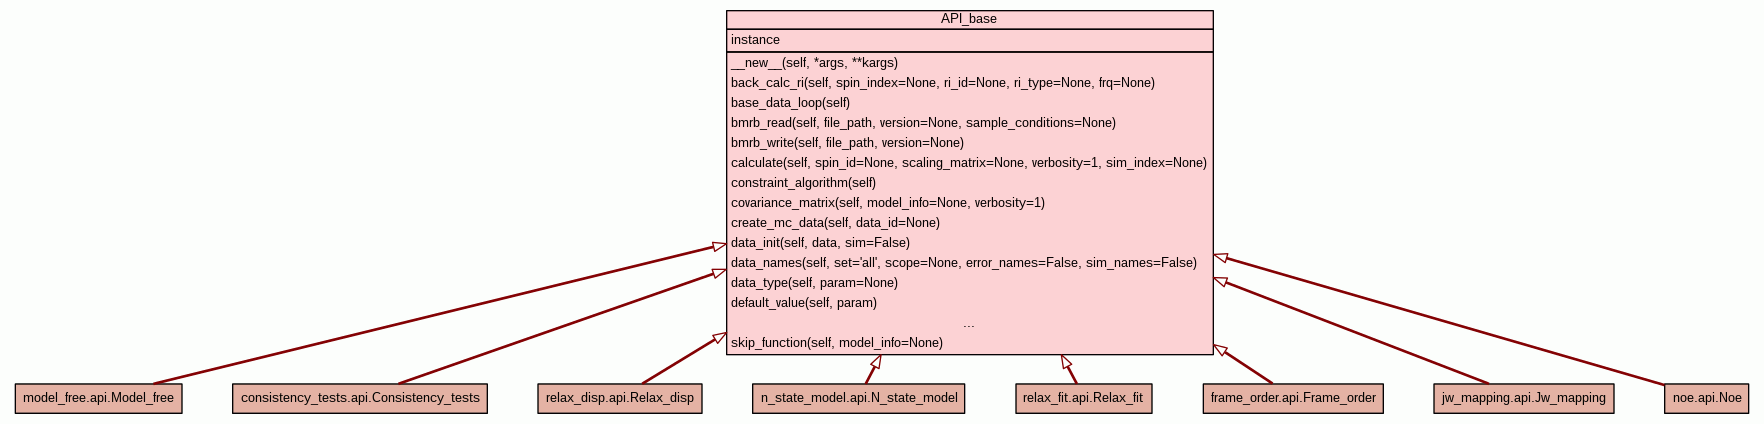 API_base
instance
__new__(self, *args, **kargs)
back_calc_ri(self, spin_index=None, ri_id=None, ri_type=None, frq=None)
base_data_loop(self)
bmrb_read(self, file_path, version=None, sample_conditions=None)
bmrb_write(self, file_path, version=None)
calculate(self, spin_id=None, scaling_matrix=None, verbosity=1, sim_index=None)
constraint_algorithm(self)
covariance_matrix(self, model_info=None, verbosity=1)
create_mc_data(self, data_id=None)
data_init(self, data, sim=False)
data_names(self, set='all', scope=None, error_names=False, sim_names=False)
data_type(self, param=None)
default_value(self, param)
...
skip_function(self, model_info=None)
model_free.api.Model_free
consistency_tests.api.Consistency_tests
relax_disp.api.Relax_disp
n_state_model.api.N_state_model
relax_fit.api.Relax_fit
frame_order.api.Frame_order
jw_mapping.api.Jw_mapping
noe.api.Noe